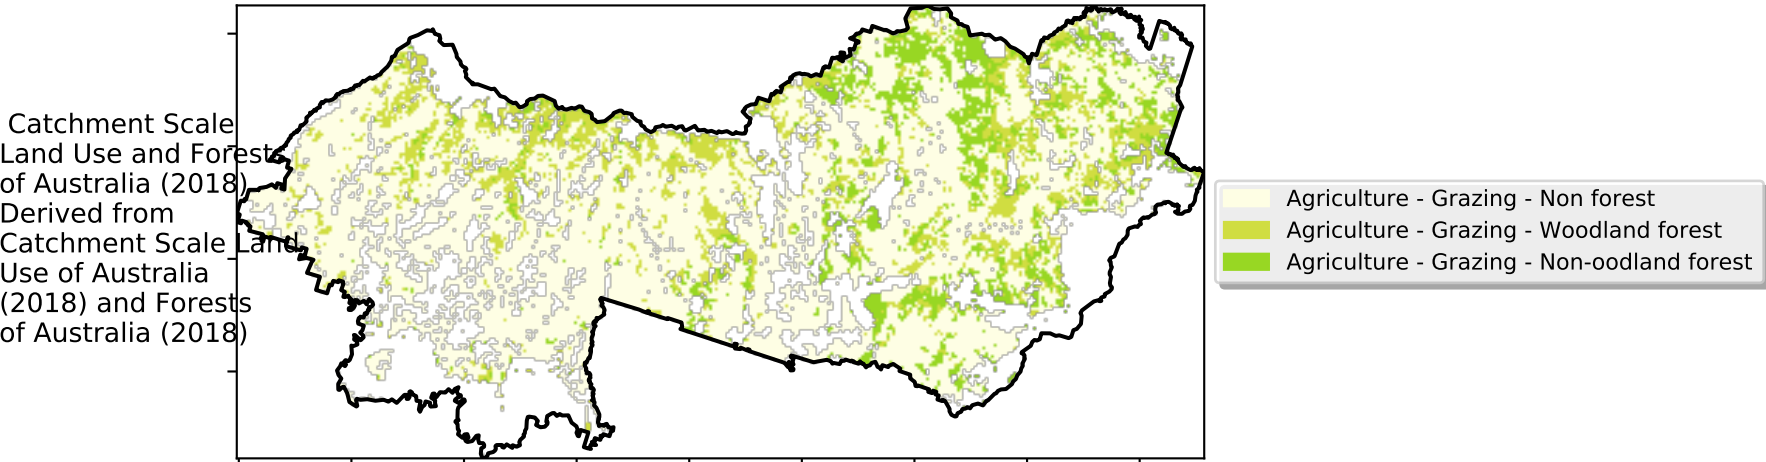 Catchment Scale
Land Use and Forest
of Australia (2018)
Derived from
Catchment Scale Land
Use of Australia
(2018) and Forests
of Australia (2018)
Agriculture - Grazing - Non forest
Agriculture - Grazing - Woodland forest
Agriculture - Grazing - Non-oodland forest